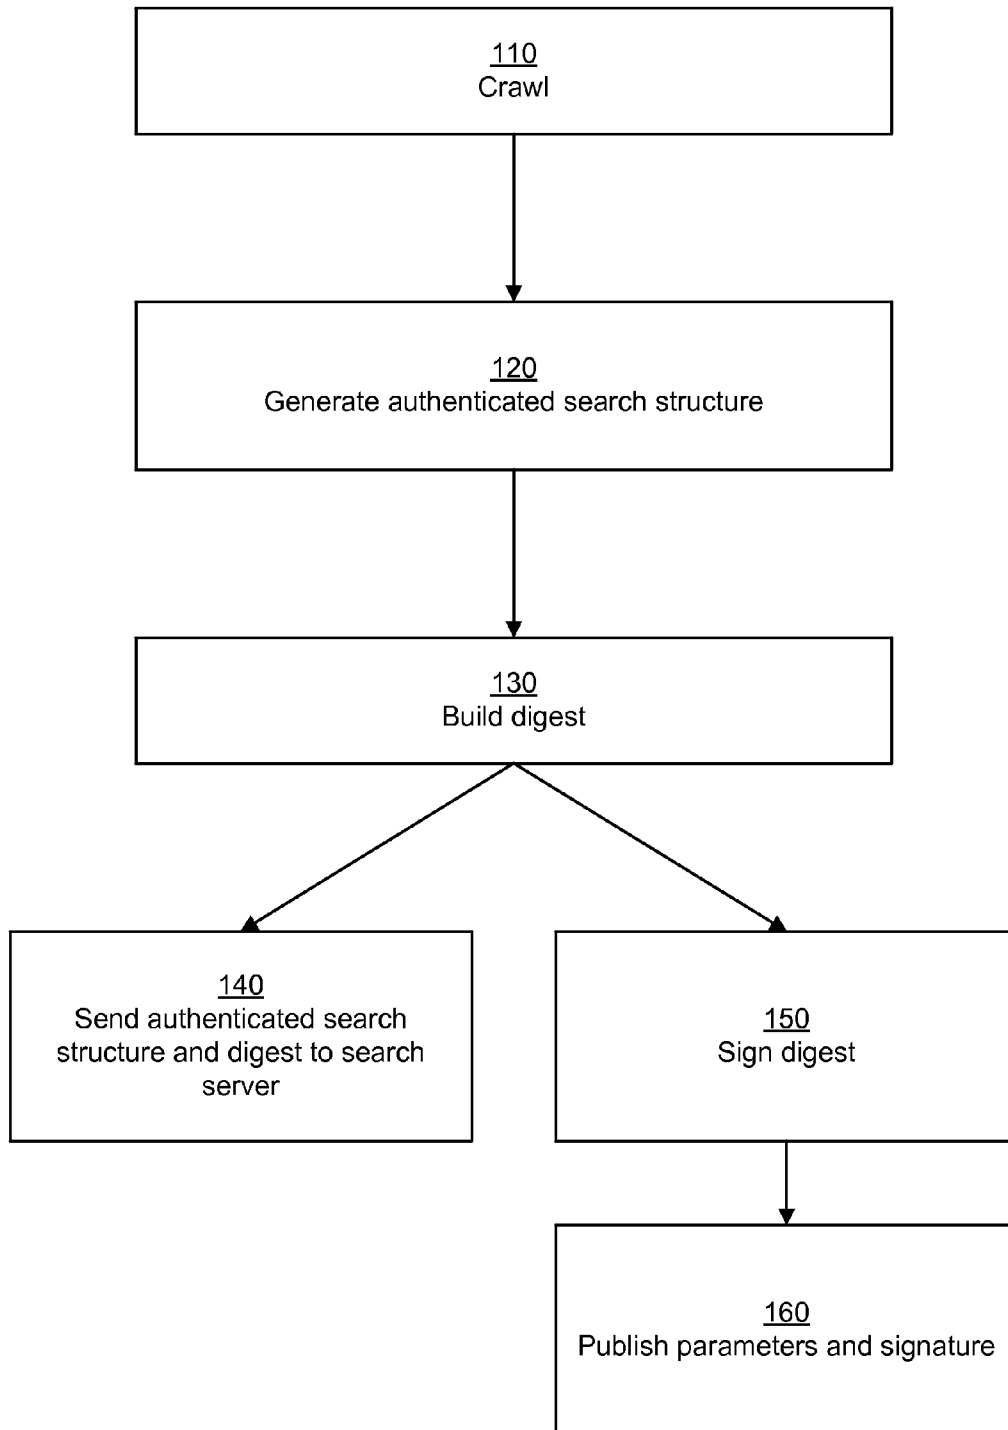 110
Crawl
120
Generate authenticated search structure
130
Build digest
140
Send authenticated search
structure and digest to search
server
150
Sign digest
160
Publish parameters and signature